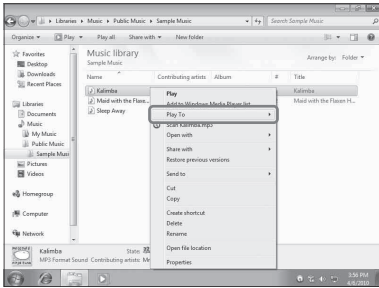 Libraries ▸ Music ▸ Public Music ▸ Sample Music
Search Sample Music
Organize Play Play all Share with New folder
Favorites
Desktop
Downloads
Recent Places
Libraries
Documents
Music
My Music
Public Music
Sample Musi
Pictures
Videos
Homegroup
Computer
Network
Music library
Sample Music
Arrange by: Folder
Name Contributing artists Album # Title
Kalimba Kalimba
Maid with the Flaxe... Maid with the Flaxen H...
Sleep Away
Play
Add to Windows Media Player list
Play To
Scan Kalimba.mp3
Open with
Share with
Restore previous versions
Send to
Cut
Copy
Create shortcut
Delete
Rename
Open file location
Properties
Kalimba State:
MP3 Format Sound Contributing artists:
3:56 PM